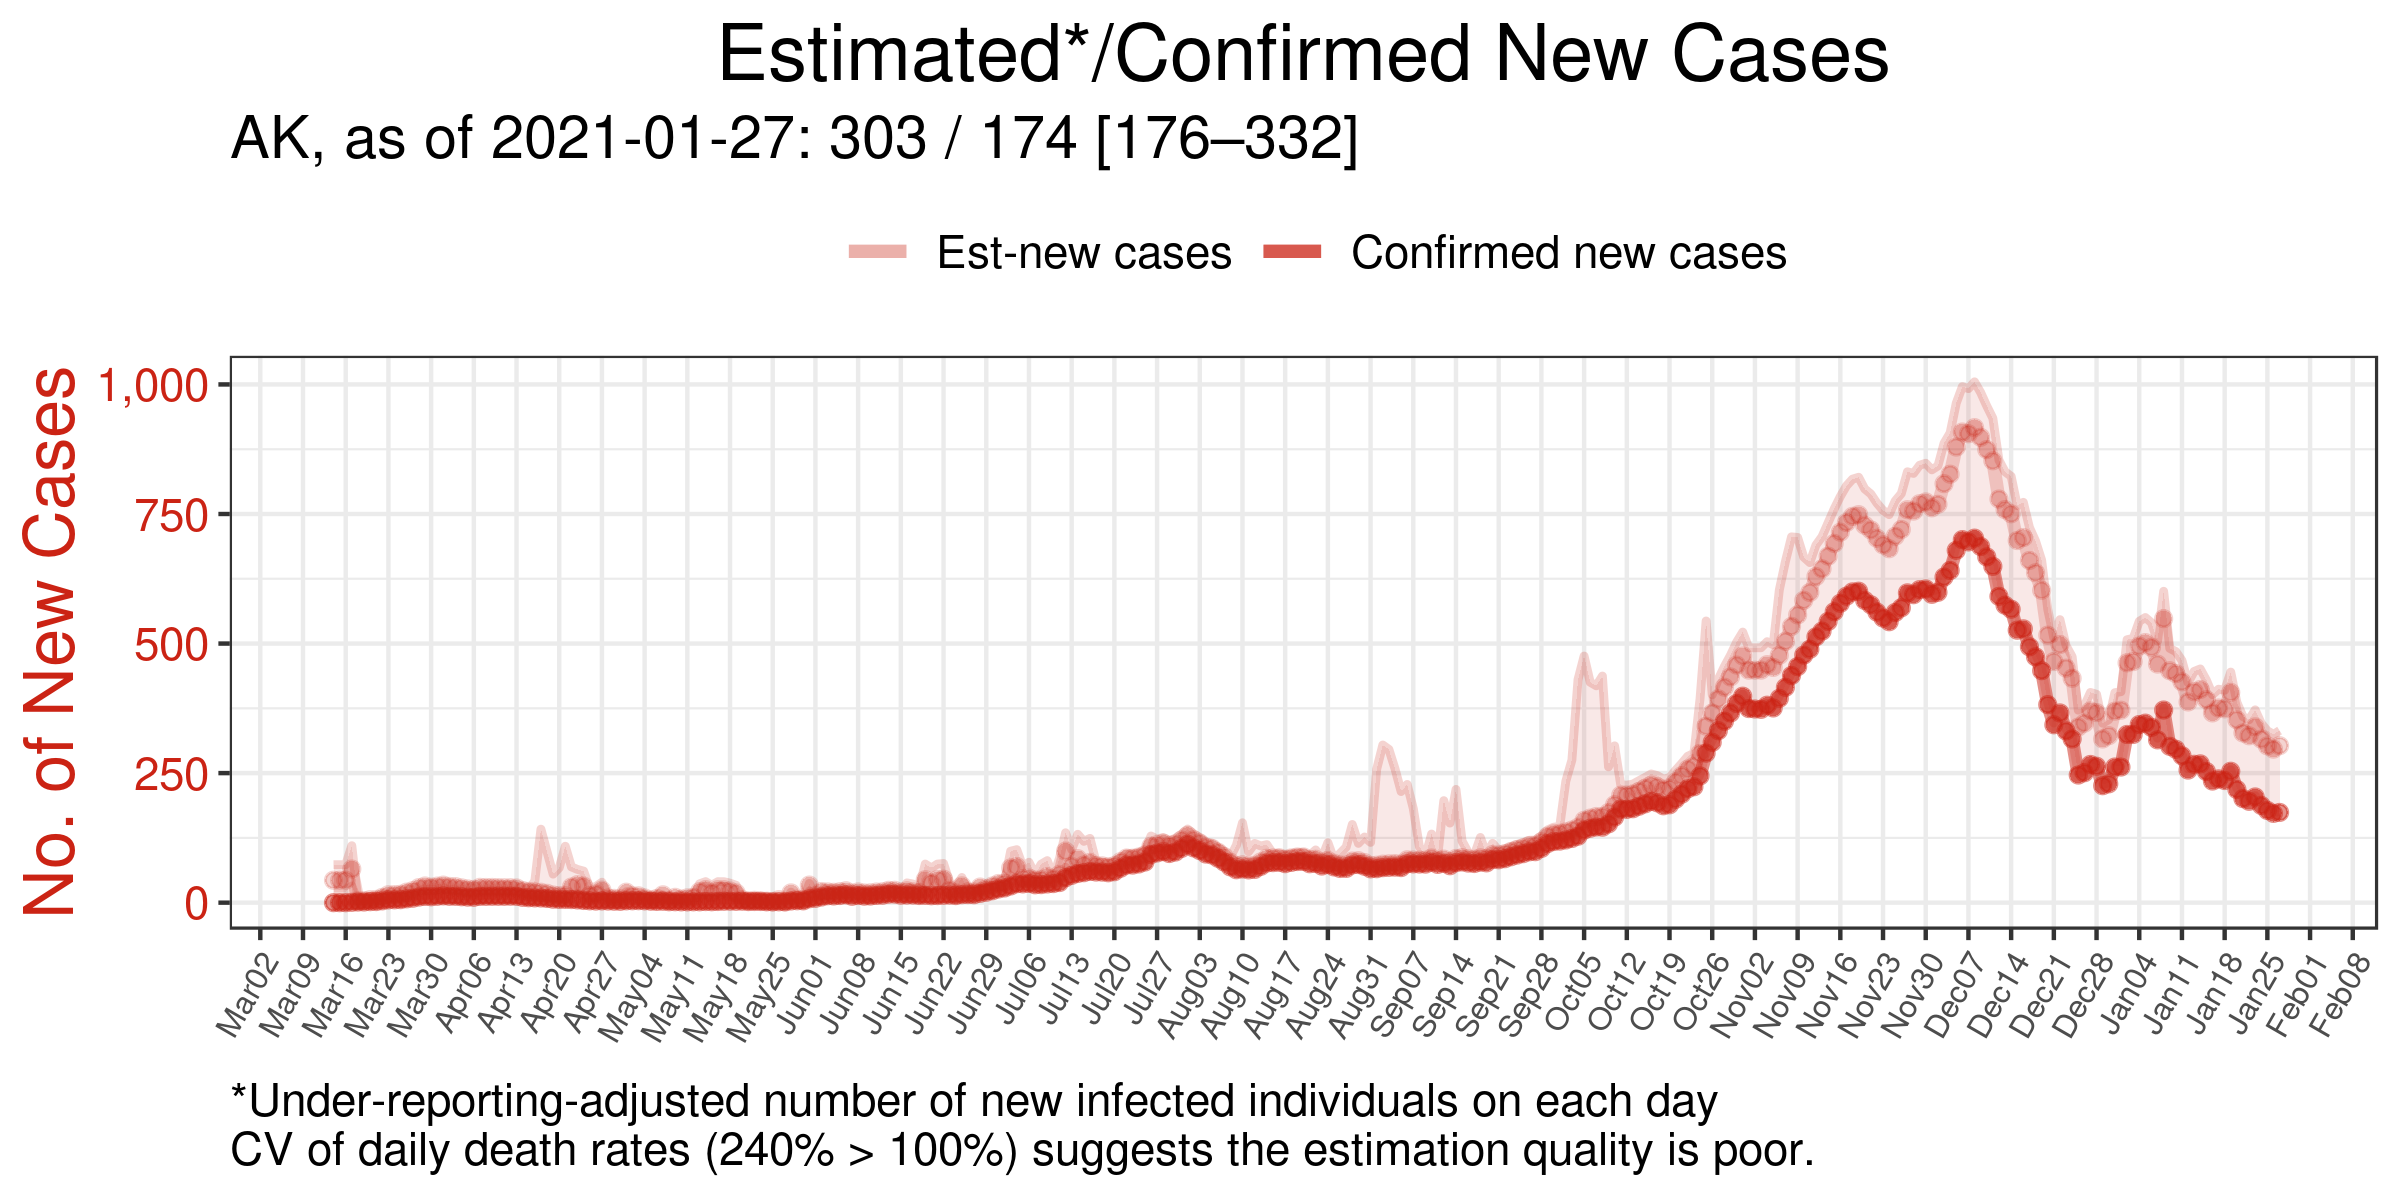 Estimated*/Confirmed New Cases
AK, as of 2021-01-27: 303 / 174 [176–332]
Est-new cases Confirmed new cases
No. of New Cases
1,000
750
500
250
0
Mar02 Mar09 Mar16 Mar23 Mar30 Apr06 Apr13 Apr20 Apr27 May04 May11 May18 May25 Jun01 Jun08 Jun15 Jun22 Jun29 Jul06 Jul13 Jul20 Jul27 Aug03 Aug10 Aug17 Aug24 Aug31 Sep07 Sep14 Sep21 Sep28 Oct05 Oct12 Oct19 Oct26 Nov02 Nov09 Nov16 Nov23 Nov30 Dec07 Dec14 Dec21 Dec28 Jan04 Jan11 Jan18 Jan25 Feb01 Feb08
*Under-reporting-adjusted number of new infected individuals on each day
CV of daily death rates (240% > 100%) suggests the estimation quality is poor.